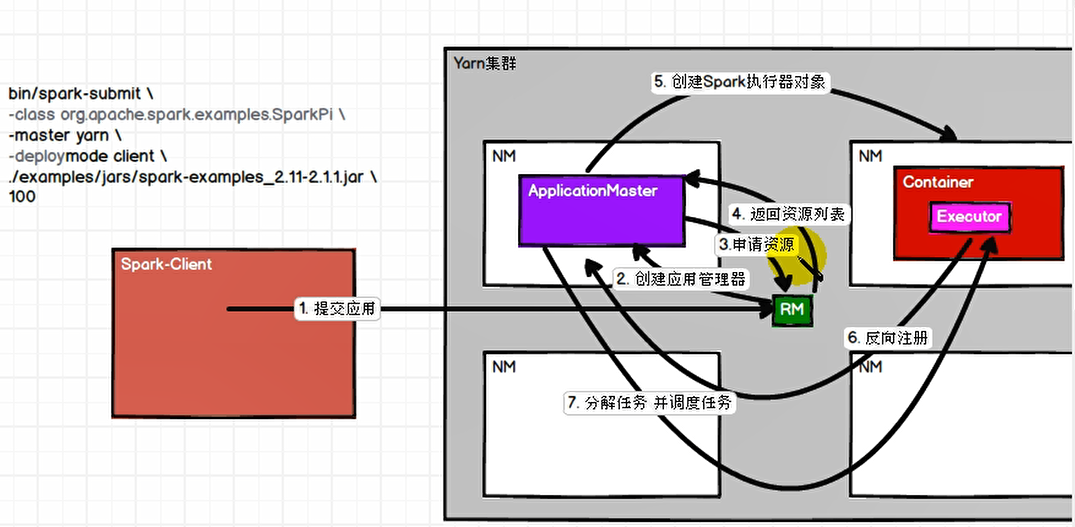 Yarn集群
5. 创建Spark执行器对象
bin/spark-submit \
-class org.apache.spark.examples.SparkPi \
-master yarn \
-deploymode client \
./examples/jars/spark-examples_2.11-2.1.1.jar \
100
NM
ApplicationMaster
NM
Container
Executor
4. 返回资源列表
3.申请资源
2. 创建应用管理器
Spark-Client
1. 提交应用
RM
6. 反向注册
NM
NM
7. 分解任务 并调度任务